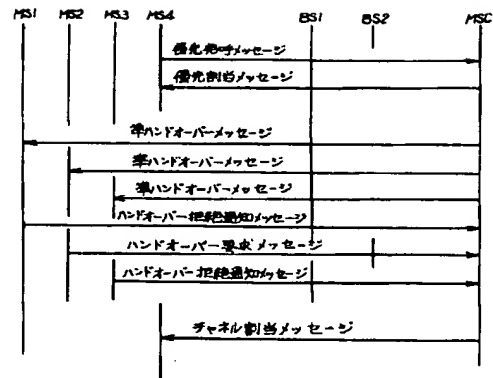 MS1 MS2 MS3 MS4 BS1 BS2 MSC
優先発呼メッセージ
優先割当メッセージ
準ハンドオーバーメッセージ
準ハンドオーバーメッセージ
準ハンドオーバーメッセージ
ハンドオーバー拒絶通知メッセージ
ハンドオーバー要求メッセージ
ハンドオーバー拒絶通知メッセージ
チャネル割当メッセージ